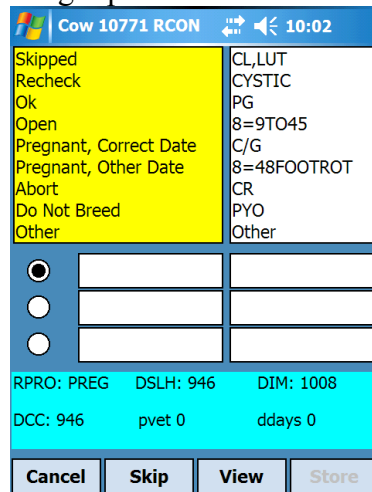 Cow 10771 RCON 10:02
Skipped
Recheck
Ok
Open
Pregnant, Correct Date
Pregnant, Other Date
Abort
Do Not Breed
Other
CL,LUT
CYSTIC
PG
8=9TO45
C/G
8=48FOOTROT
CR
PYO
Other
RPRO: PREG DSLH: 946 DIM: 1008
DCC: 946 pvet 0 ddays 0
Cancel Skip View Store